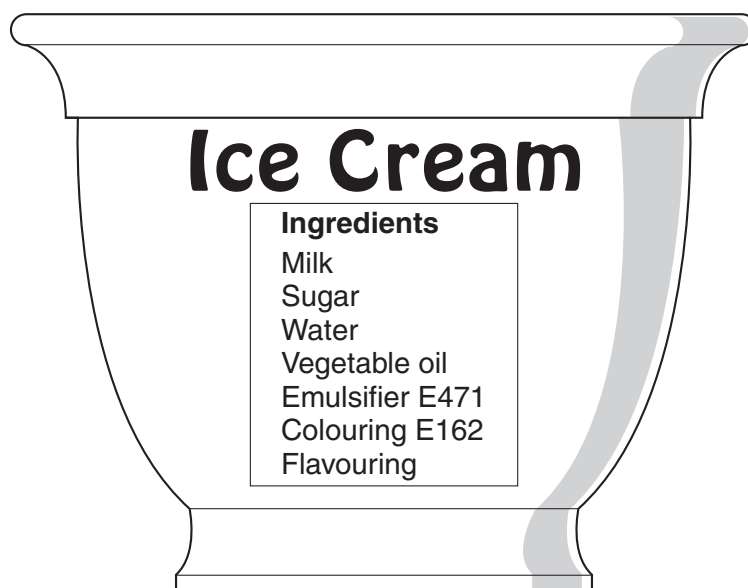 Ice Cream
Ingredients
Milk
Sugar
Water
Vegetable oil
Emulsifier E471
Colouring E162
Flavouring